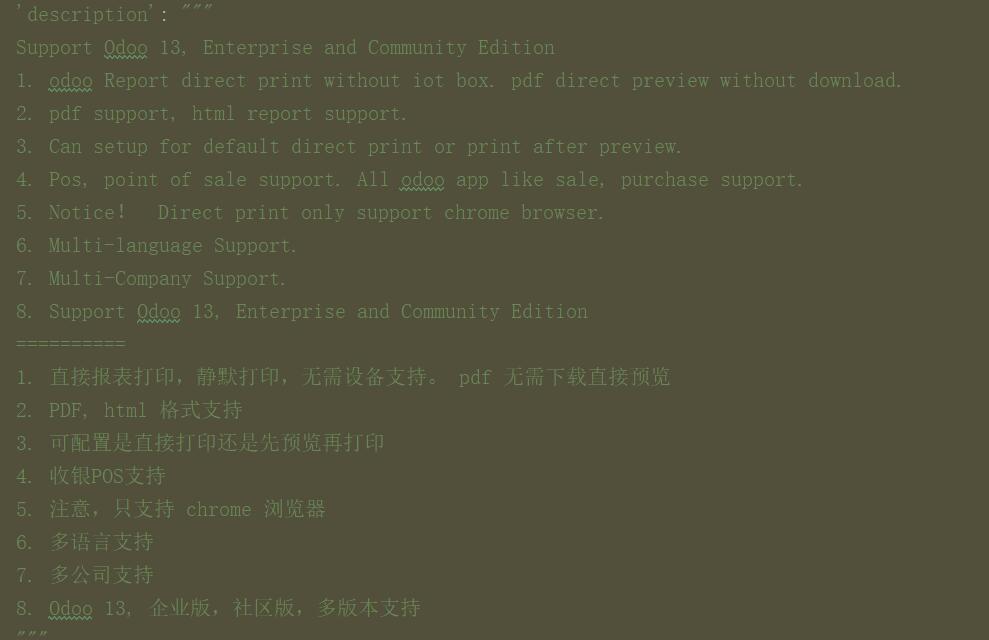 'description': """
Support Odoo 13, Enterprise and Community Edition
1. odoo Report direct print without iot box. pdf direct preview without download.
2. pdf support, html report support.
3. Can setup for default direct print or print after preview.
4. Pos, point of sale support. All odoo app like sale, purchase support.
5. Notice！  Direct print only support chrome browser.
6. Multi-language Support.
7. Multi-Company Support.
8. Support Odoo 13, Enterprise and Community Edition
==========
1. 直接报表打印，静默打印，无需设备支持。 pdf 无需下载直接预览
2. PDF, html 格式支持
3. 可配置是直接打印还是先预览再打印
4. 收银POS支持
5. 注意，只支持 chrome 浏览器
6. 多语言支持
7. 多公司支持
8. Odoo 13, 企业版，社区版，多版本支持
"""